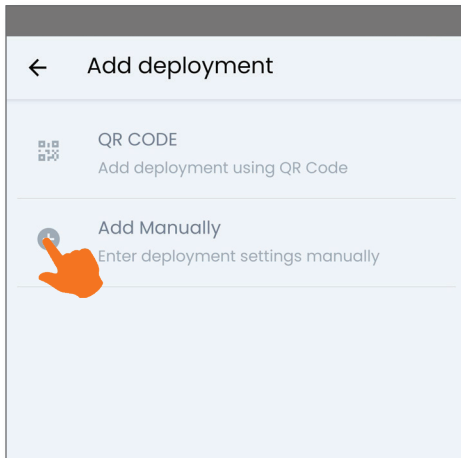 Add deployment
QR CODE
Add deployment using QR Code
Add Manually
Enter deployment settings manually